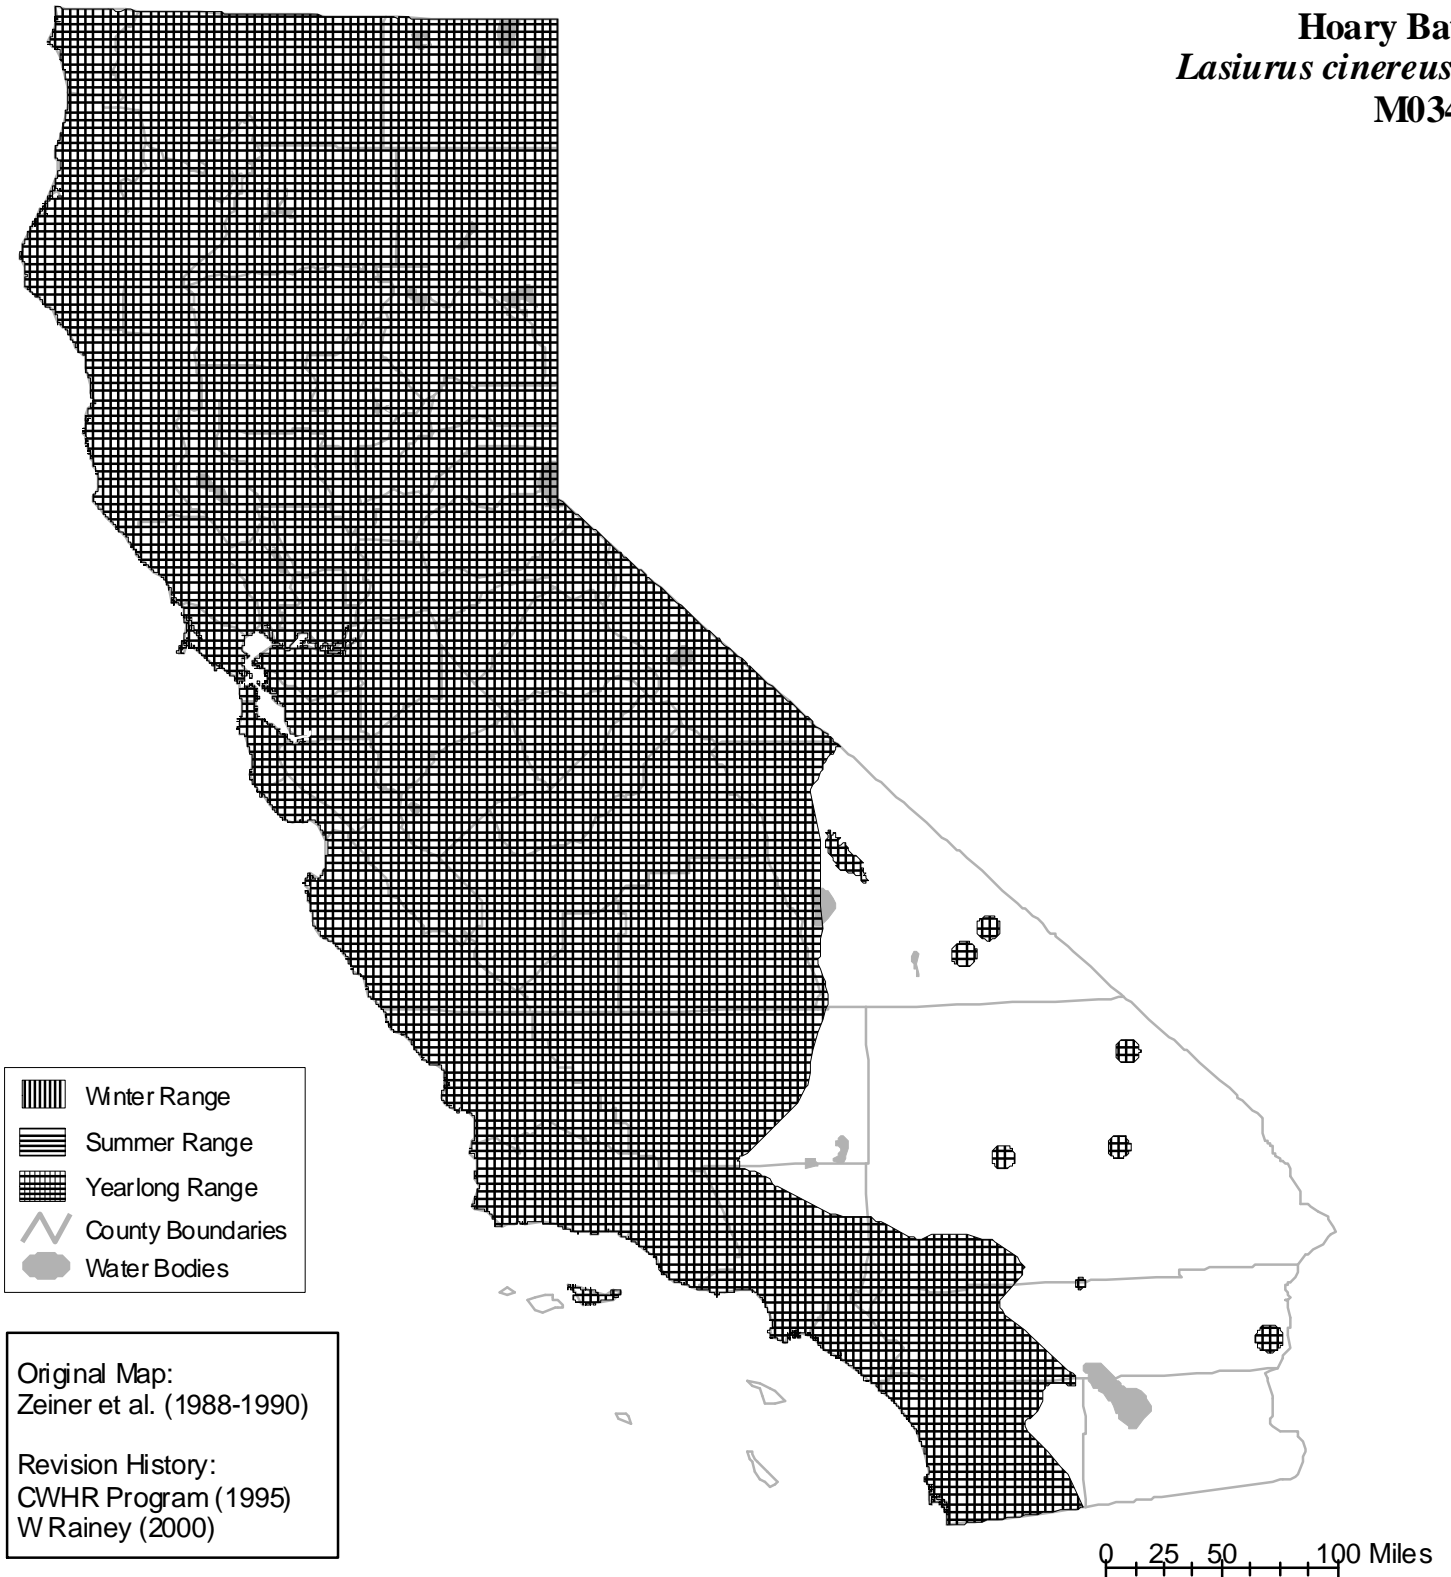 Hoary Ba
Lasiurus cinereus
M034
Winter Range
Summer Range
Yearlong Range
County Boundaries
Water Bodies
Original Map:
Zeiner et al. (1988-1990)
Revision History:
CWHR Program (1995)
W Rainey (2000)
0 25 50 100 Miles